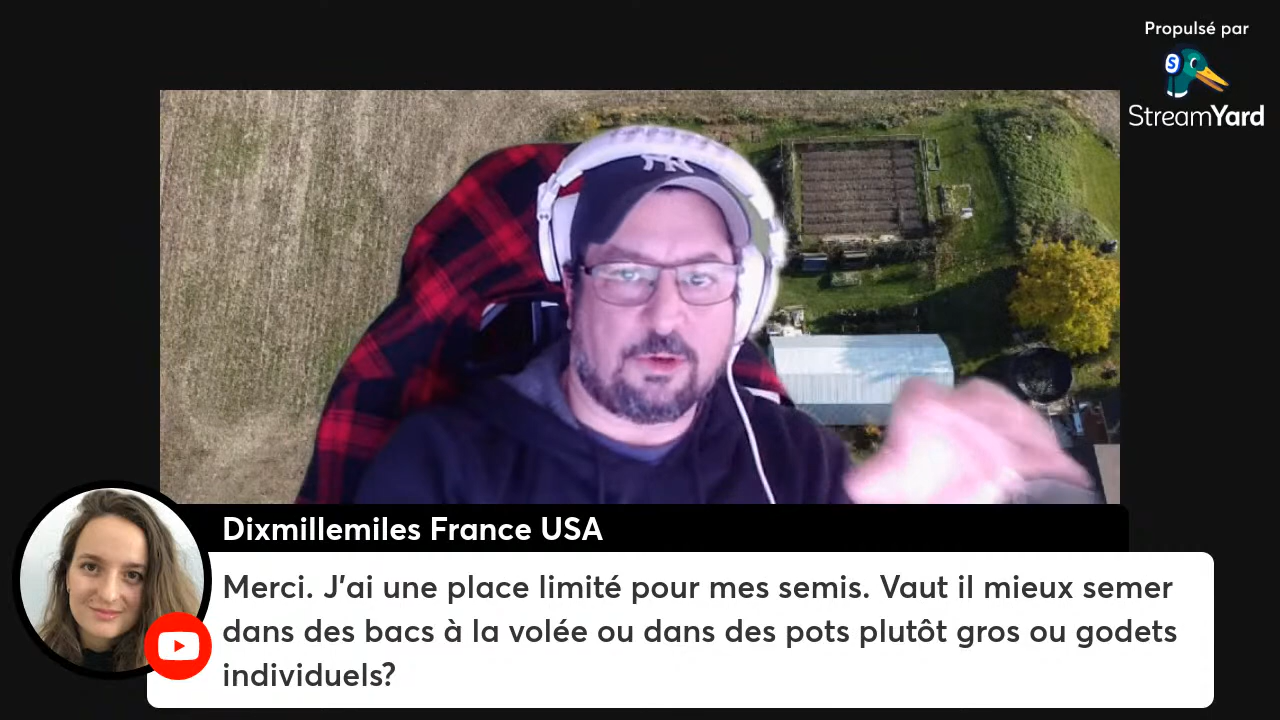 Propulsé par
StreamYard
Dixmillemiles France USA
Merci. J'ai une place limité pour mes semis. Vaut il mieux semer
dans des bacs à la volée ou dans des pots plutôt gros ou godets
individuels?